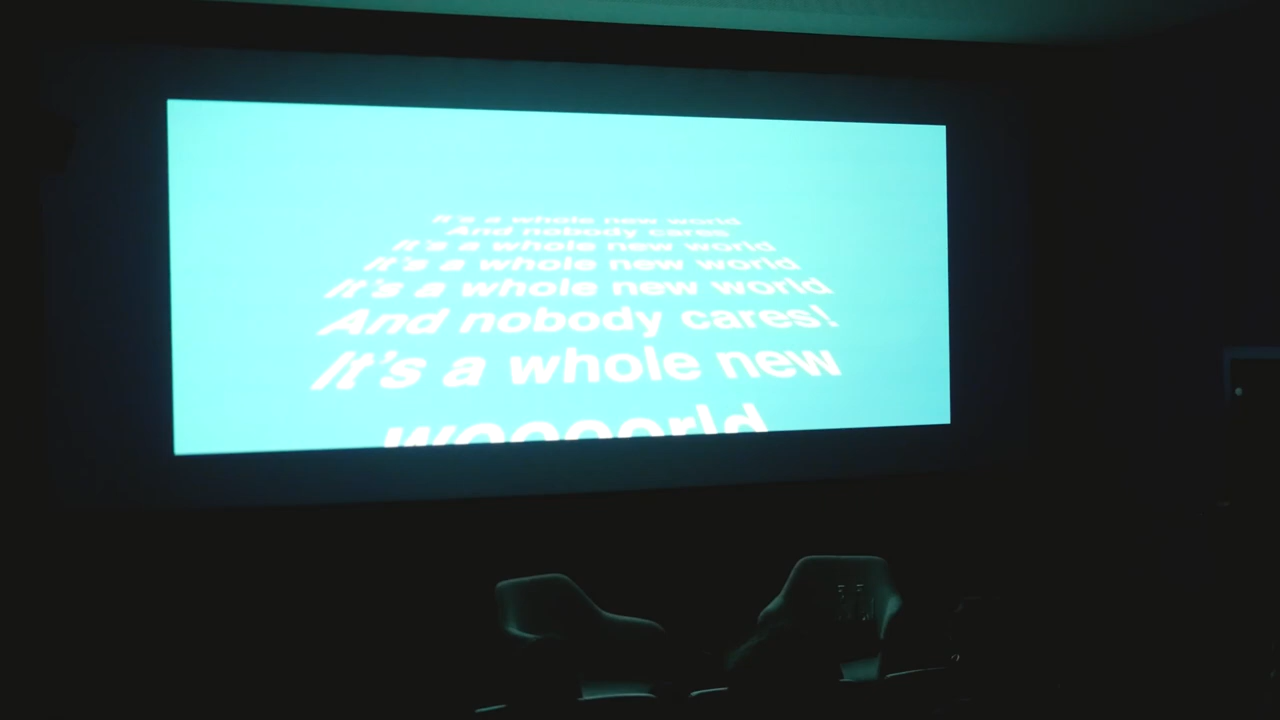 It's a whole new world
And nobody cares
It's a whole new world
It's a whole new world
It's a whole new world
And nobody cares!
It's a whole new
wooooorld